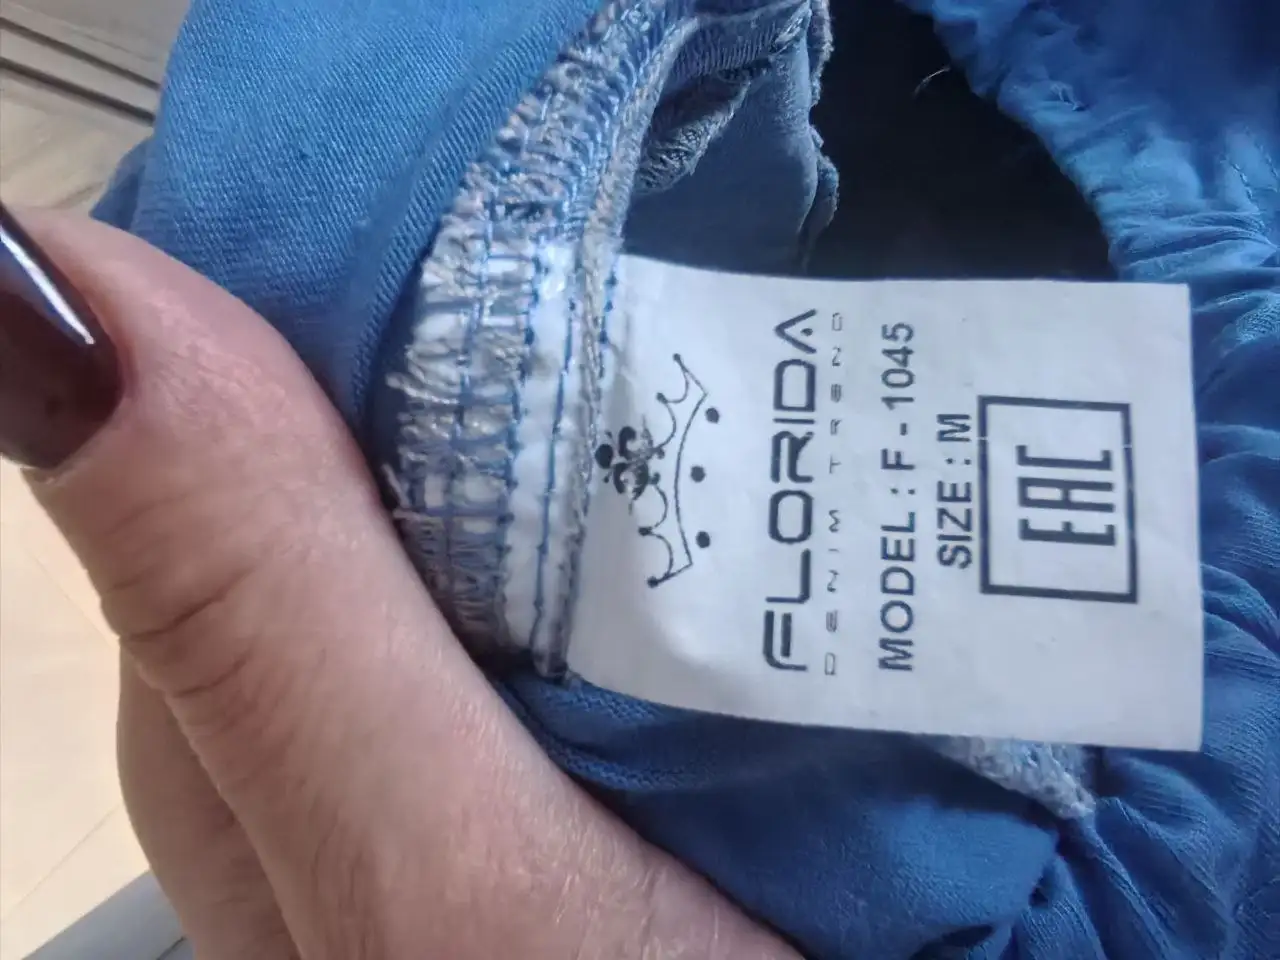 FLORIDA
DENIM TREND
MODEL : F - 1045
SIZE : M
EAC